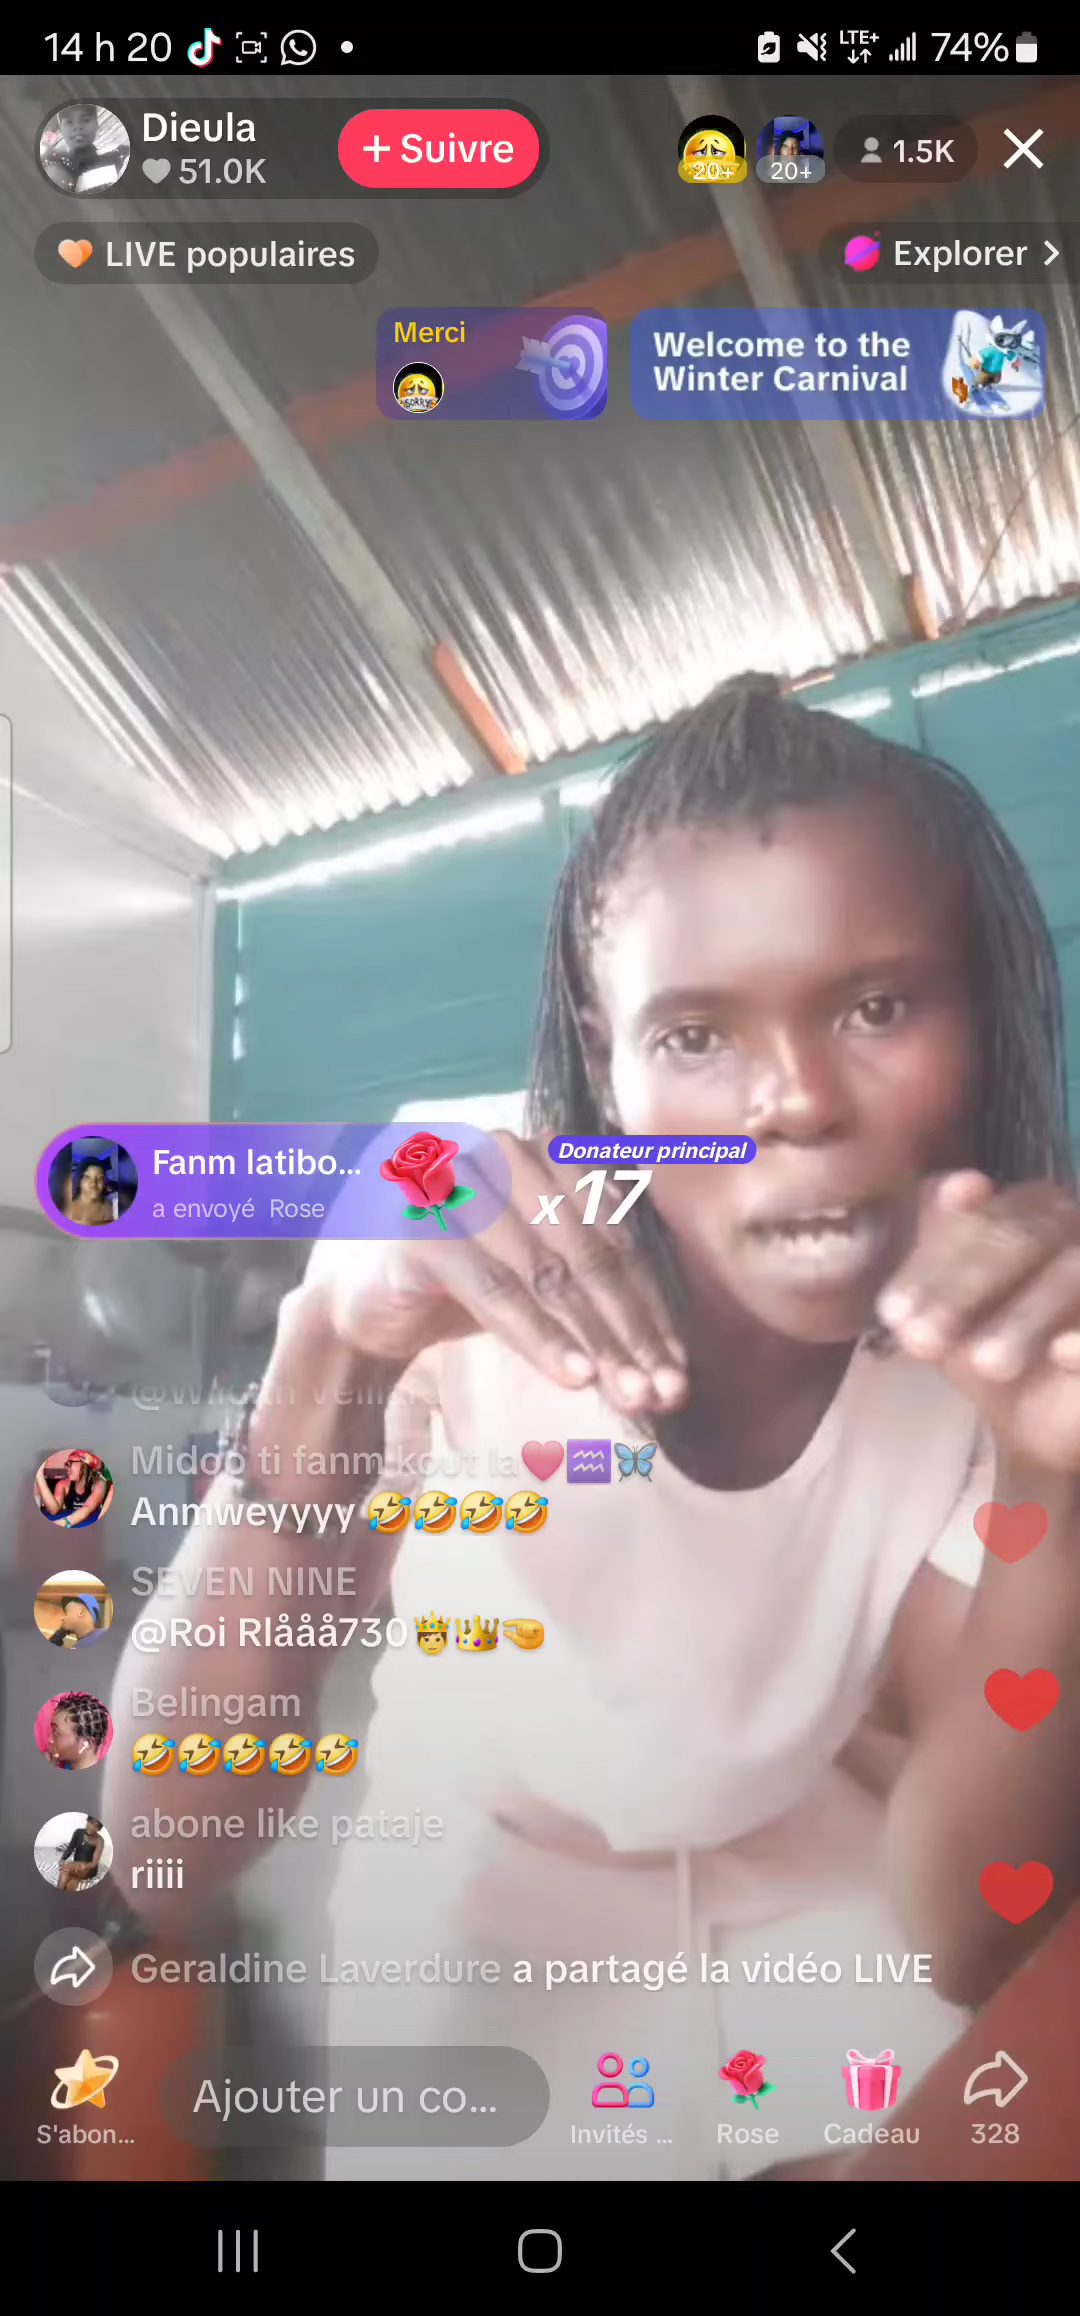 14 h 20
LTE+
74%
Dieula
51.0K
+ Suivre
20+
20+
1.5K
LIVE populaires
Explorer
Merci
SORRY
Welcome to the
Winter Carnival
Donateur principal
Fanm latibo...
a envoyé Rose
x17
Midoo ti fanm kout la
Anmweyyyy
SEVEN NINE
@Roi Rlååå730
Belingam
abone like pataje
riiii
Geraldine Laverdure a partagé la vidéo LIVE
Ajouter un co...
S'abon...
Invités ...
Rose
Cadeau
328